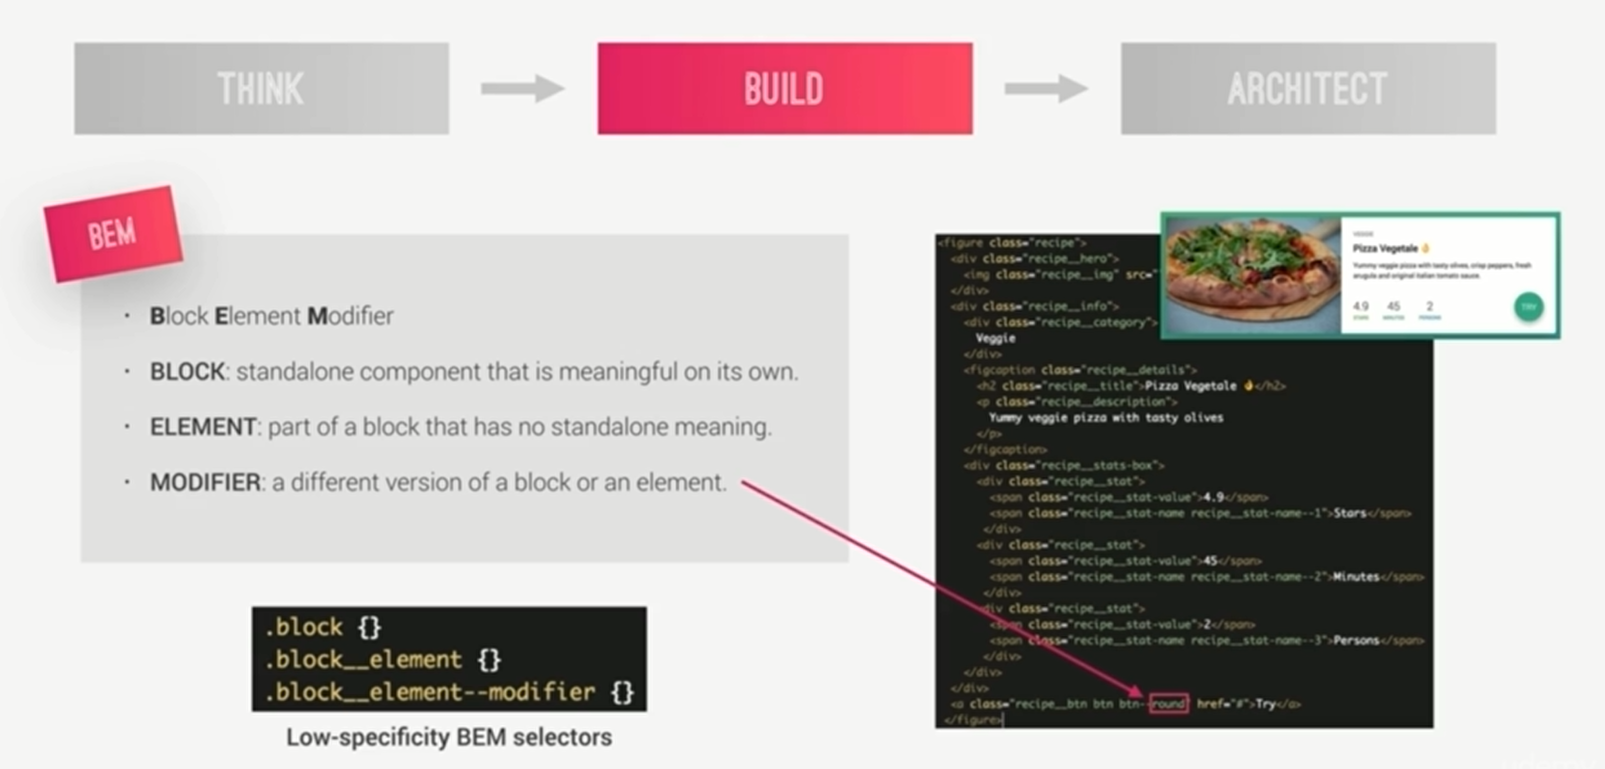 THINK
BUILD
ARCHITECT
BEM
· Block Element Modifier
· BLOCK: standalone component that is meaningful on its own.
· ELEMENT: part of a block that has no standalone meaning.
· MODIFIER: a different version of a block or an element.
.block {}
.block__element {}
.block__element--modifier {}
Low-specificity BEM selectors
<figure class="recipe">
<div class="recipe__hero">
<img class="recipe__img" src="
</div>
<div class="recipe__info">
<div class="recipe__category">
Veggie
</div>
<figcaption class="recipe__details">
<h2 class="recipe__title">Pizza Vegetale 👌</h2>
<p class="recipe__description">
Yummy veggie pizza with tasty olives
</p>
</figcaption>
<div class="recipe__stats-box">
<div class="recipe__stat">
<span class="recipe__stat-value">4.9</span>
<span class="recipe__stat-name recipe__stat-name--1">Stars</span>
</div>
<div class="recipe__stat">
<span class="recipe__stat-value">45</span>
<span class="recipe__stat-name recipe__stat-name--2">Minutes</span>
</div>
<div class="recipe__stat">
<span class="recipe__stat-value">2</span>
<span class="recipe__stat-name recipe__stat-name--3">Persons</span>
</div>
</div>
</div>
<a class="recipe__btn btn btn--round" href="#">Try</a>
</figure>
VEGGIE
Pizza Vegetale 👌
Yummy veggie pizza with tasty olives, crisp peppers, fresh
arugula and original italian tomato sauce.
4.9 45 2
STARS MINUTES PERSONS
TRY